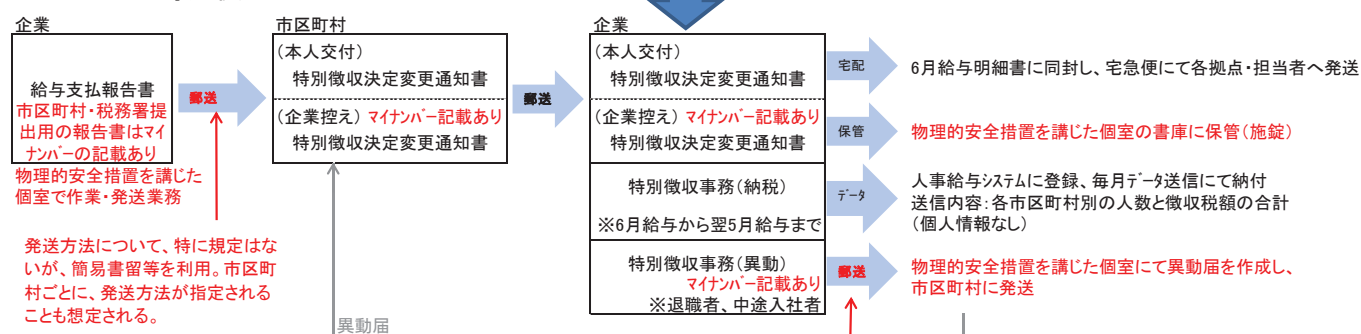 企業
給与支払報告書
市区町村・税務署提
出用の報告書はマイ
ナンバーの記載あり
物理的安全措置を講じた
個室で作業・発送業務
郵送
発送方法について、特に規定はな
いが、簡易書留等を利用。市区町
村ごとに、発送方法が指定される
ことも想定される。
市区町村
(本人交付)
特別徴収決定変更通知書
(企業控え) マイナンバー記載あり
特別徴収決定変更通知書
異動届
郵送
企業
(本人交付)
特別徴収決定変更通知書
(企業控え) マイナンバー記載あり
特別徴収決定変更通知書
特別徴収事務(納税)
※6月給与から翌5月給与まで
特別徴収事務(異動)
マイナンバー記載あり
※退職者、中途入社者
宅配
6月給与明細書に同封し、宅急便にて各拠点・担当者へ発送
保管
物理的安全措置を講じた個室の書庫に保管(施錠)
データ
人事給与システムに登録、毎月データ送信にて納付
送信内容:各市区町村別の人数と徴収税額の合計
(個人情報なし)
郵送
物理的安全措置を講じた個室にて異動届を作成し、
市区町村に発送